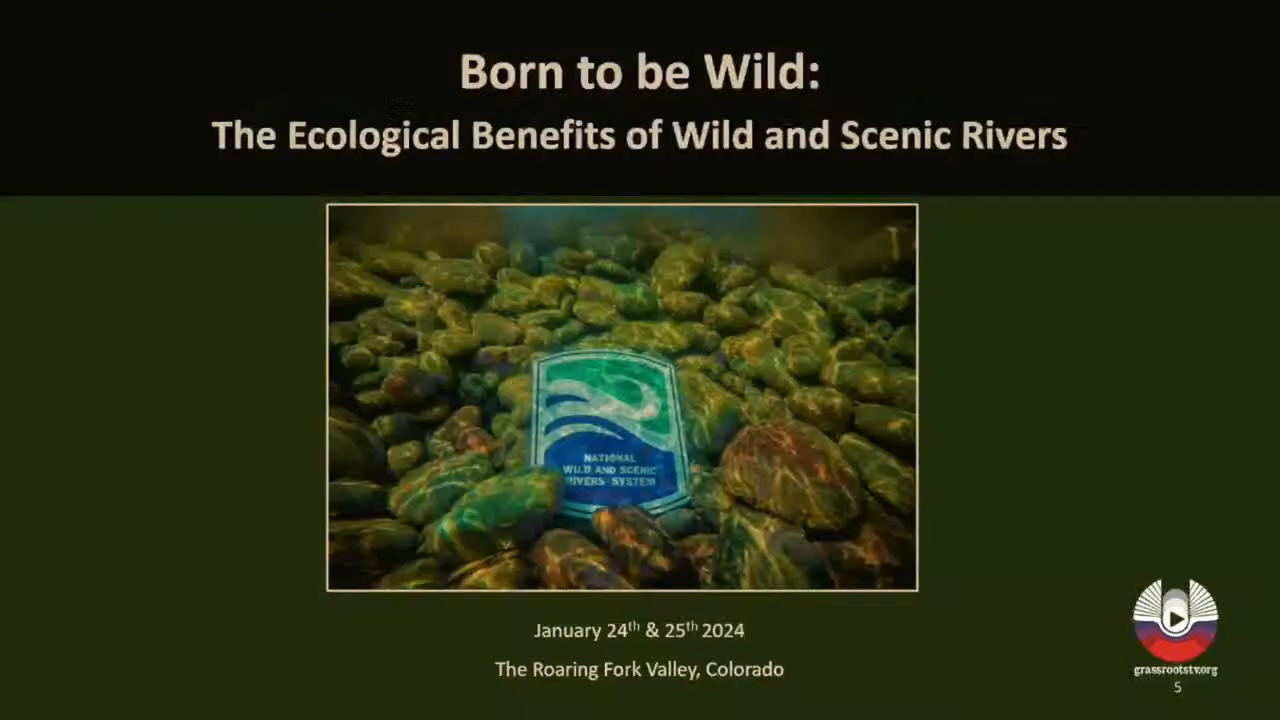 Born to be Wild:
The Ecological Benefits of Wild and Scenic Rivers
NATIONAL
WILD AND SCENIC
RIVERS SYSTEM
January 24th & 25th 2024
The Roaring Fork Valley, Colorado
grassrootstv.org
5